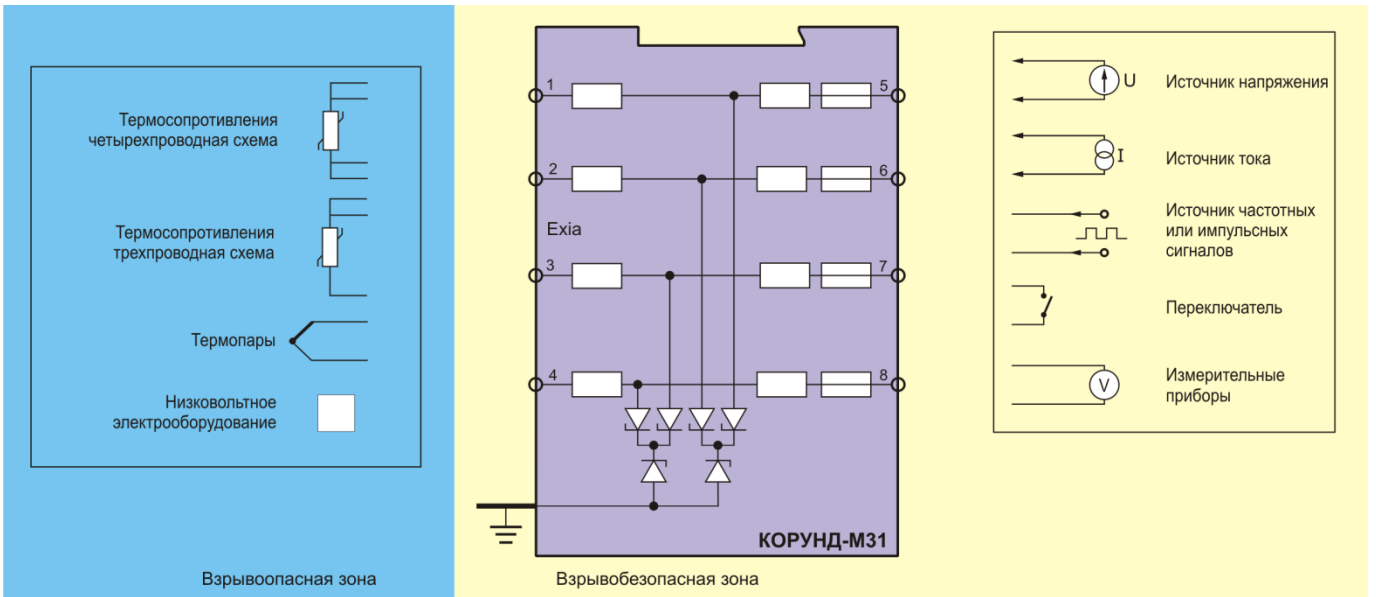 Термосопротивления
четырехпроводная схема
Термосопротивления
трехпроводная схема
Термопары
Низковольтное
электрооборудование
Взрывоопасная зона
1
5
2
6
Exia
3
7
4
8
КОРУНД-М31
Взрывобезопасная зона
U
Источник напряжения
I
Источник тока
Источник частотных
или импульсных
сигналов
Переключатель
V
Измерительные
приборы